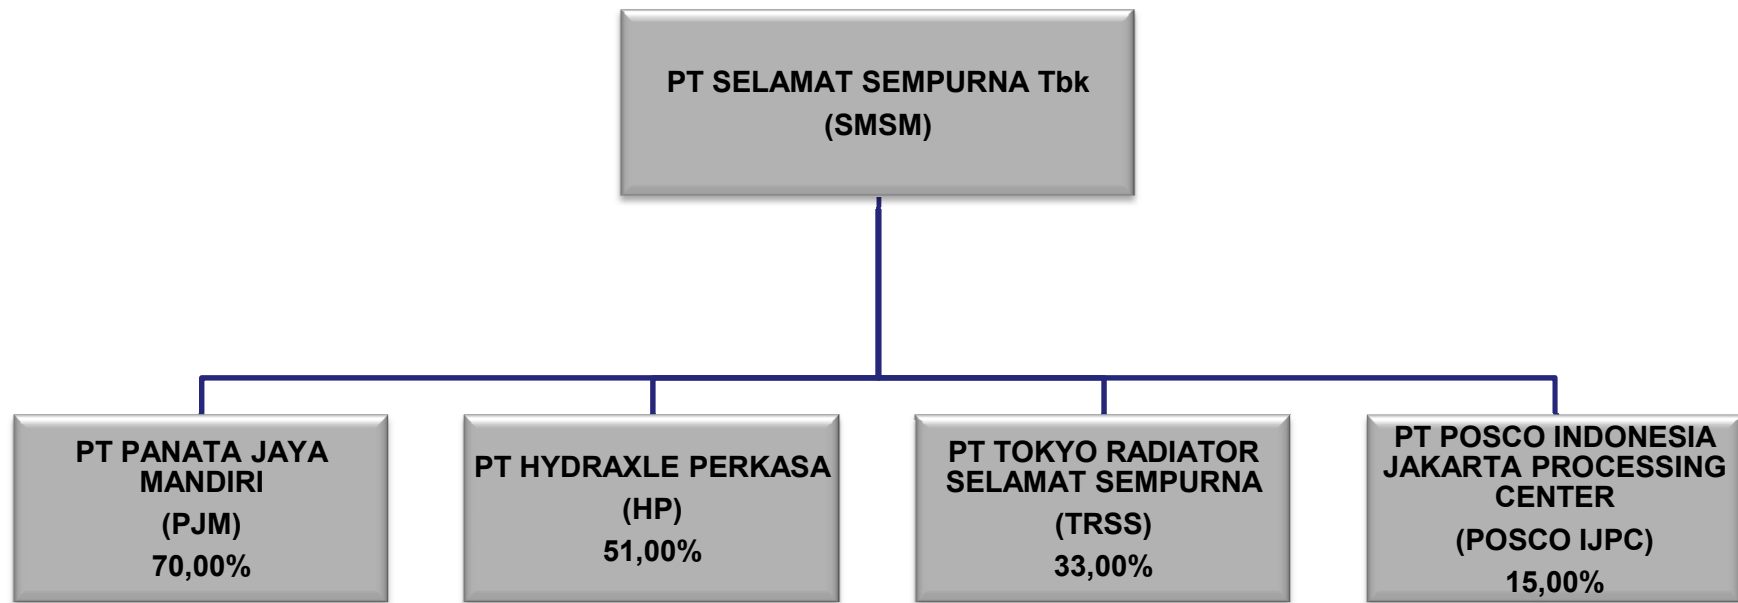 PT SELAMAT SEMPURNA Tbk
(SMSM)
PT PANATA JAYA
MANDIRI
(PJM)
70,00%
PT HYDRAXLE PERKASA
(HP)
51,00%
PT TOKYO RADIATOR
SELAMAT SEMPURNA
(TRSS)
33,00%
PT POSCO INDONESIA
JAKARTA PROCESSING
CENTER
(POSCO IJPC)
15,00%